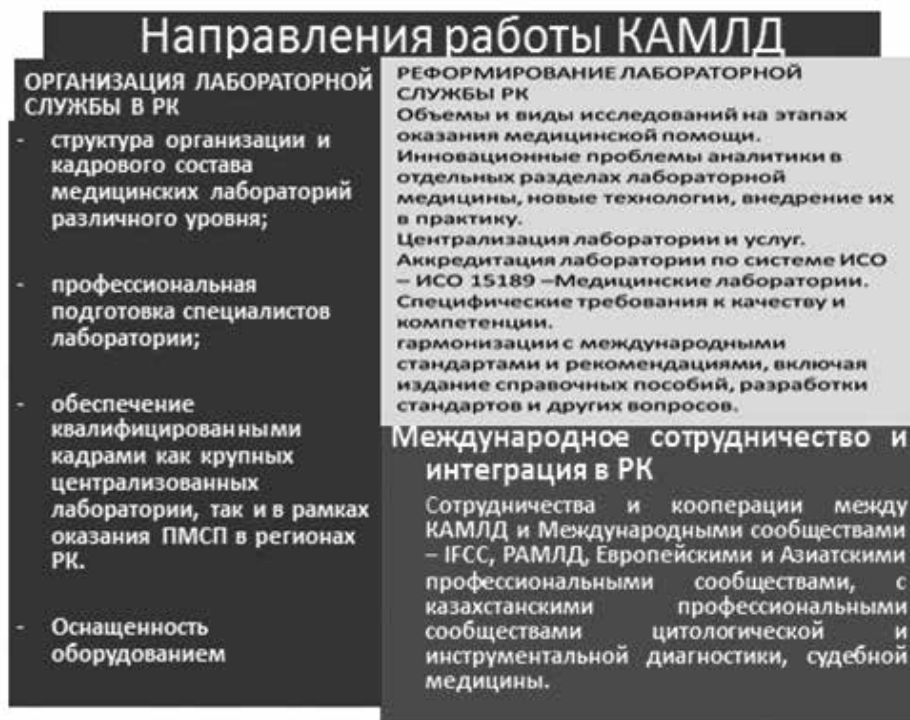 Направления работы КАМЛД
ОРГАНИЗАЦИЯ ЛАБОРАТОРНОЙ
СЛУЖБЫ В РК
- структура организации и
кадрового состава
медицинских лабораторий
различного уровня;
- профессиональная
подготовка специалистов
лаборатории;
- обеспечение
квалифицированными
кадрами как крупных
централизованных
лаборатории, так и в рамках
оказания ПМСП в регионах
РК.
- Оснащенность
оборудованием
РЕФОРМИРОВАНИЕ ЛАБОРАТОРНОЙ
СЛУЖБЫ РК
Объемы и виды исследований на этапах
оказания медицинской помощи.
Инновационные проблемы аналитики в
отдельных разделах лабораторной
медицины, новые технологии, внедрение их
в практику.
Централизация лаборатории и услуг.
Аккредитация лаборатории по системе ИСО
– ИСО 15189 –Медицинские лаборатории.
Специфические требования к качеству и
компетенции.
гармонизации с международными
стандартами и рекомендациями, включая
издание справочных пособий, разработки
стандартов и других вопросов.
Международное сотрудничество и
интеграция в РК
Сотрудничества и кооперации между
КАМЛД и Международными сообществами
– IFCC, РАМЛД, Европейскими и Азиатскими
профессиональными сообществами, с
казахстанскими профессиональными
сообществами цитологической и
инструментальной диагностики, судебной
медицины.